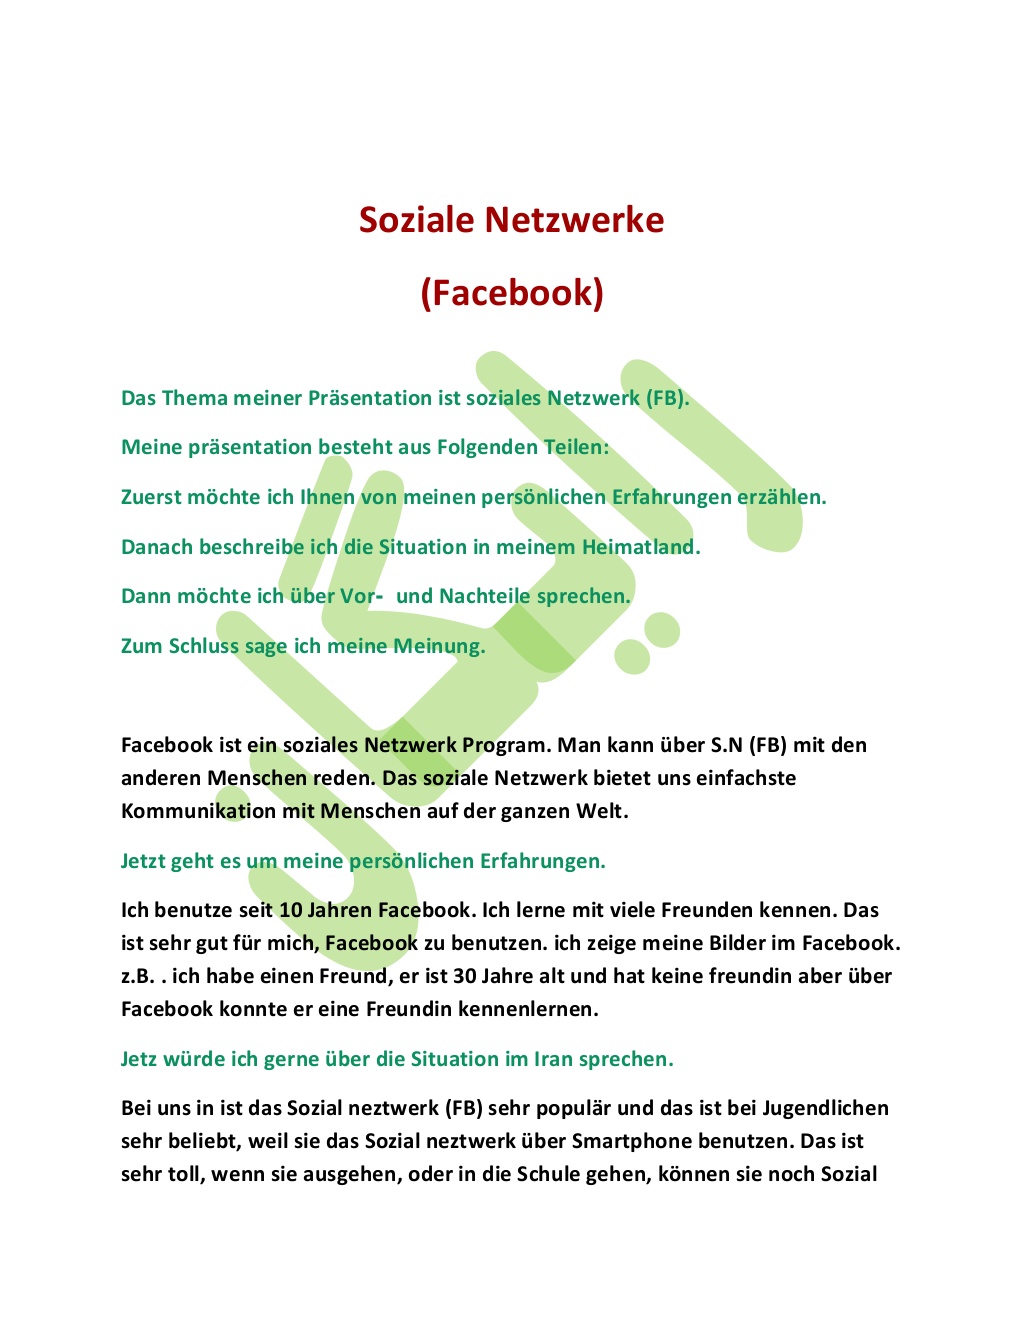 Soziale Netzwerke
(Facebook)
Das Thema meiner Präsentation ist soziales Netzwerk (FB).
Meine präsentation besteht aus Folgenden Teilen:
Zuerst möchte ich Ihnen von meinen persönlichen Erfahrungen erzählen.
Danach beschreibe ich die Situation in meinem Heimatland.
Dann möchte ich über Vor-  und Nachteile sprechen.
Zum Schluss sage ich meine Meinung.
Facebook ist ein soziales Netzwerk Program. Man kann über S.N (FB) mit den
anderen Menschen reden. Das soziale Netzwerk bietet uns einfachste
Kommunikation mit Menschen auf der ganzen Welt.
Jetzt geht es um meine persönlichen Erfahrungen.
Ich benutze seit 10 Jahren Facebook. Ich lerne mit viele Freunden kennen. Das
ist sehr gut für mich, Facebook zu benutzen. ich zeige meine Bilder im Facebook.
z.B. . ich habe einen Freund, er ist 30 Jahre alt und hat keine freundin aber über
Facebook konnte er eine Freundin kennenlernen.
Jetz würde ich gerne über die Situation im Iran sprechen.
Bei uns in ist das Sozial neztwerk (FB) sehr populär und das ist bei Jugendlichen
sehr beliebt, weil sie das Sozial neztwerk über Smartphone benutzen. Das ist
sehr toll, wenn sie ausgehen, oder in die Schule gehen, können sie noch Sozial